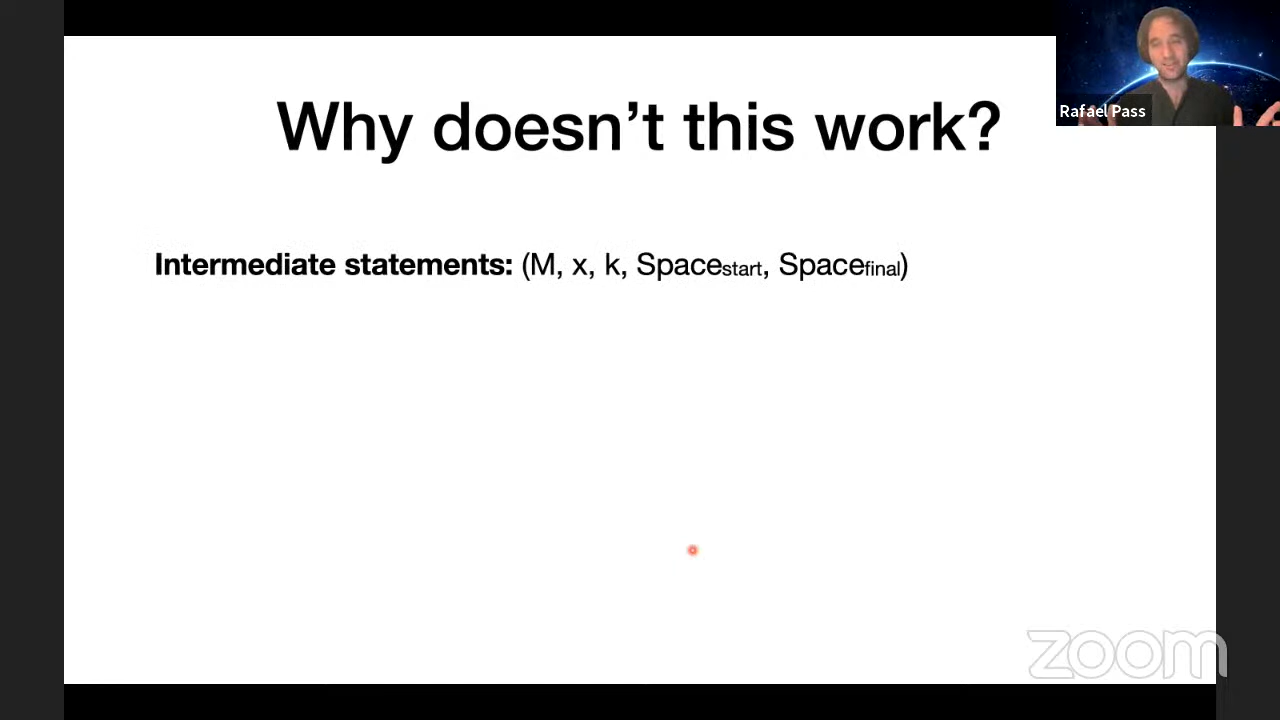 Why doesn’t this work?
Rafael Pass
Intermediate statements: (M, x, k, Spacestart, Spacefinal)
zoom